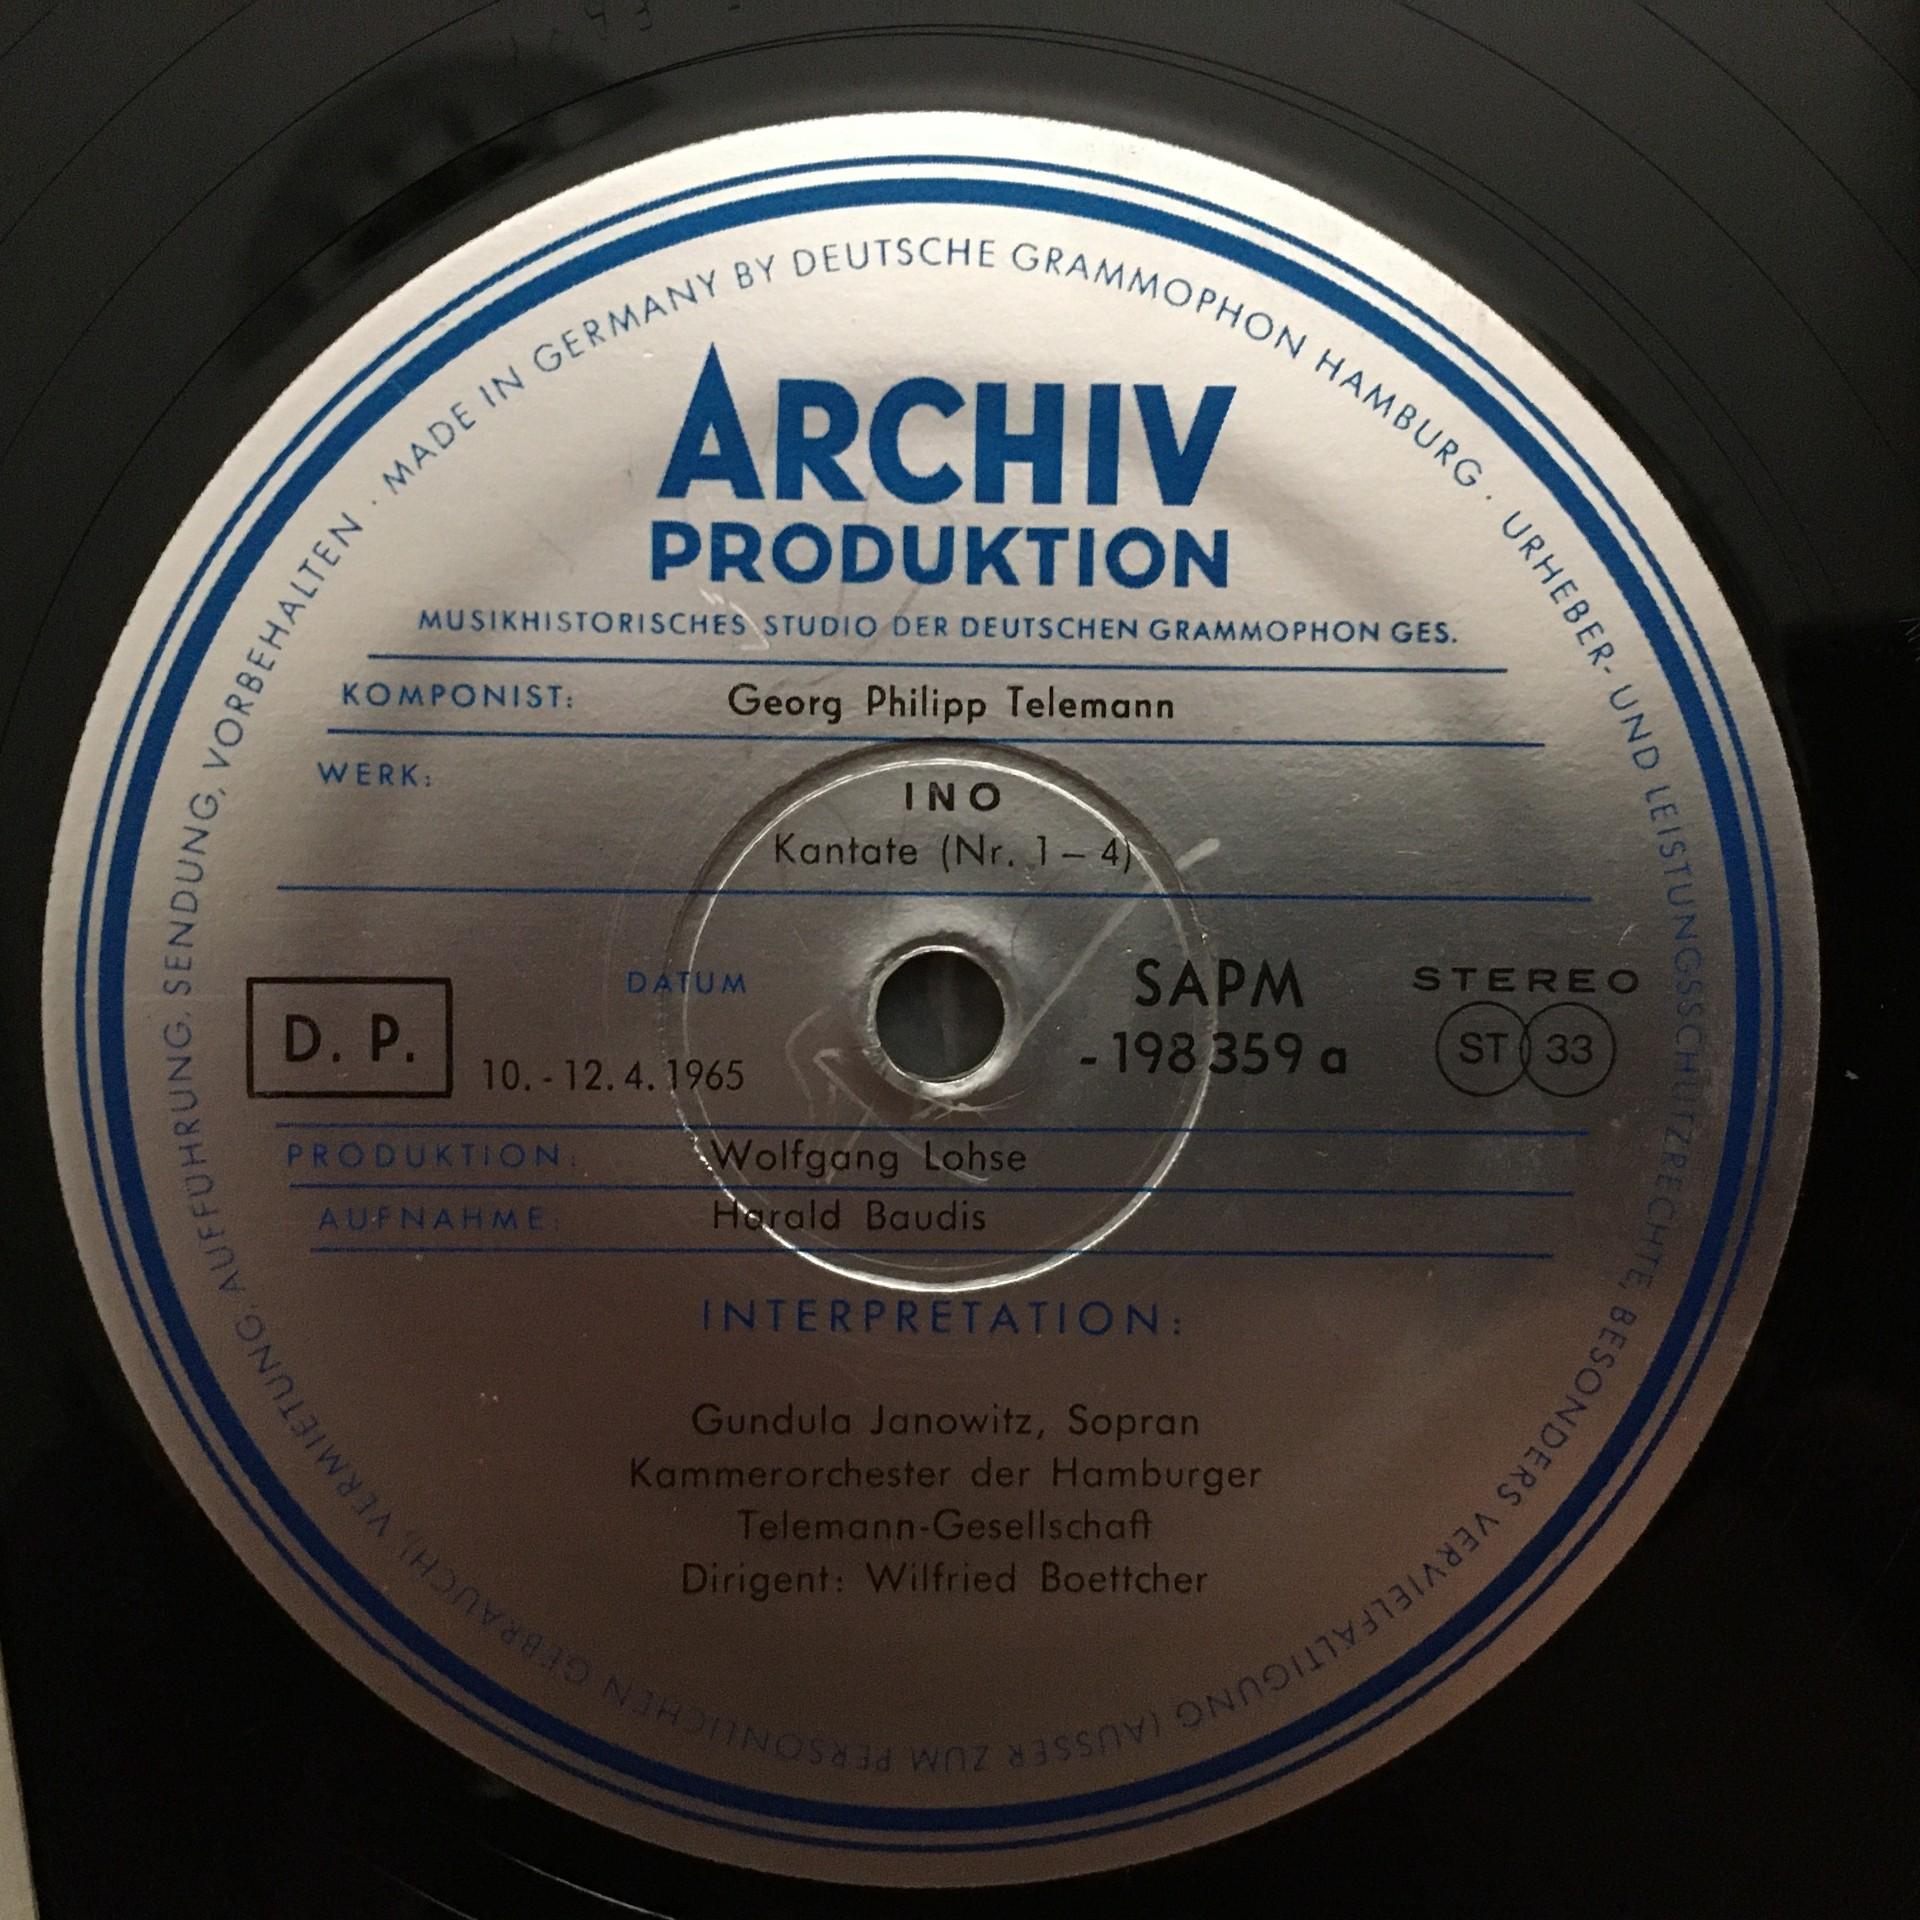 MADE IN GERMANY BY DEUTSCHE GRAMMOPHON HAMBURG · URHEBER- UND LEISTUNGSSCHUTZRECHTE, BESONDERS VERVIELFÄLTIGUNG (AUSSER ZUM PERSÖNLICHEN GEBRAUCH), VERMIETUNG. AUFFÜHRUNG. SENDUNG, VORBEHALTEN ·
ARCHIV
PRODUKTION
MUSIKHISTORISCHES STUDIO DER DEUTSCHEN GRAMMOPHON GES.
KOMPONIST: Georg Philipp Telemann
WERK:
INO
Kantate (Nr. 1 – 4)
D. P.
DATUM
10. - 12. 4. 1965
SAPM
- 198 359 a
STEREO
ST 33
PRODUKTION: Wolfgang Lohse
AUFNAHME: Harald Baudis
INTERPRETATION:
Gundula Janowitz, Sopran
Kammerorchester der Hamburger
Telemann-Gesellschaft
Dirigent: Wilfried Boettcher